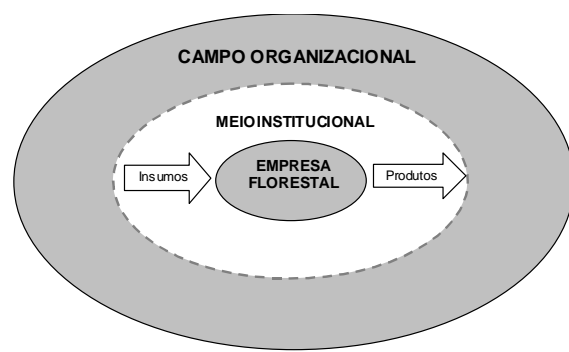 CAMPO ORGANIZACIONAL
MEIOINSTITUCIONAL
EMPRESA
FLORESTAL
Insumos
Produtos